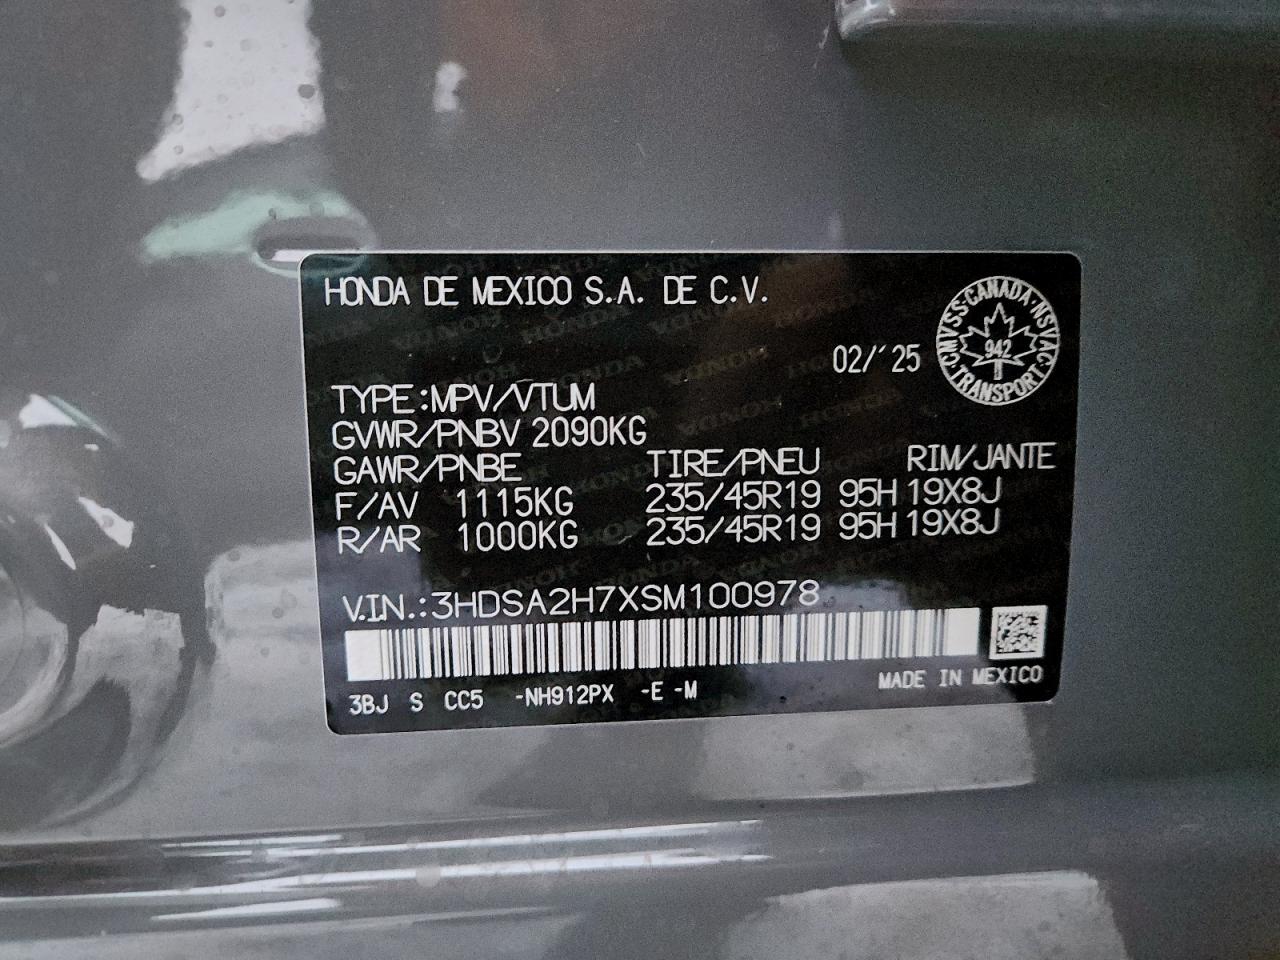 HONDA DE MEXICO S.A. DE C.V.
02/'25
CMVSS·CANADA·NSVAC
942
·TRANSPORT·
TYPE:MPV/VTUM
GVWR/PNBV 2090KG
GAWR/PNBE TIRE/PNEU RIM/JANTE
F/AV 1115KG 235/45R19 95H 19X8J
R/AR 1000KG 235/45R19 95H 19X8J
V.I.N.:3HDSA2H7XSM100978
3BJ S CC5 -NH912PX -E -M
MADE IN MEXICO